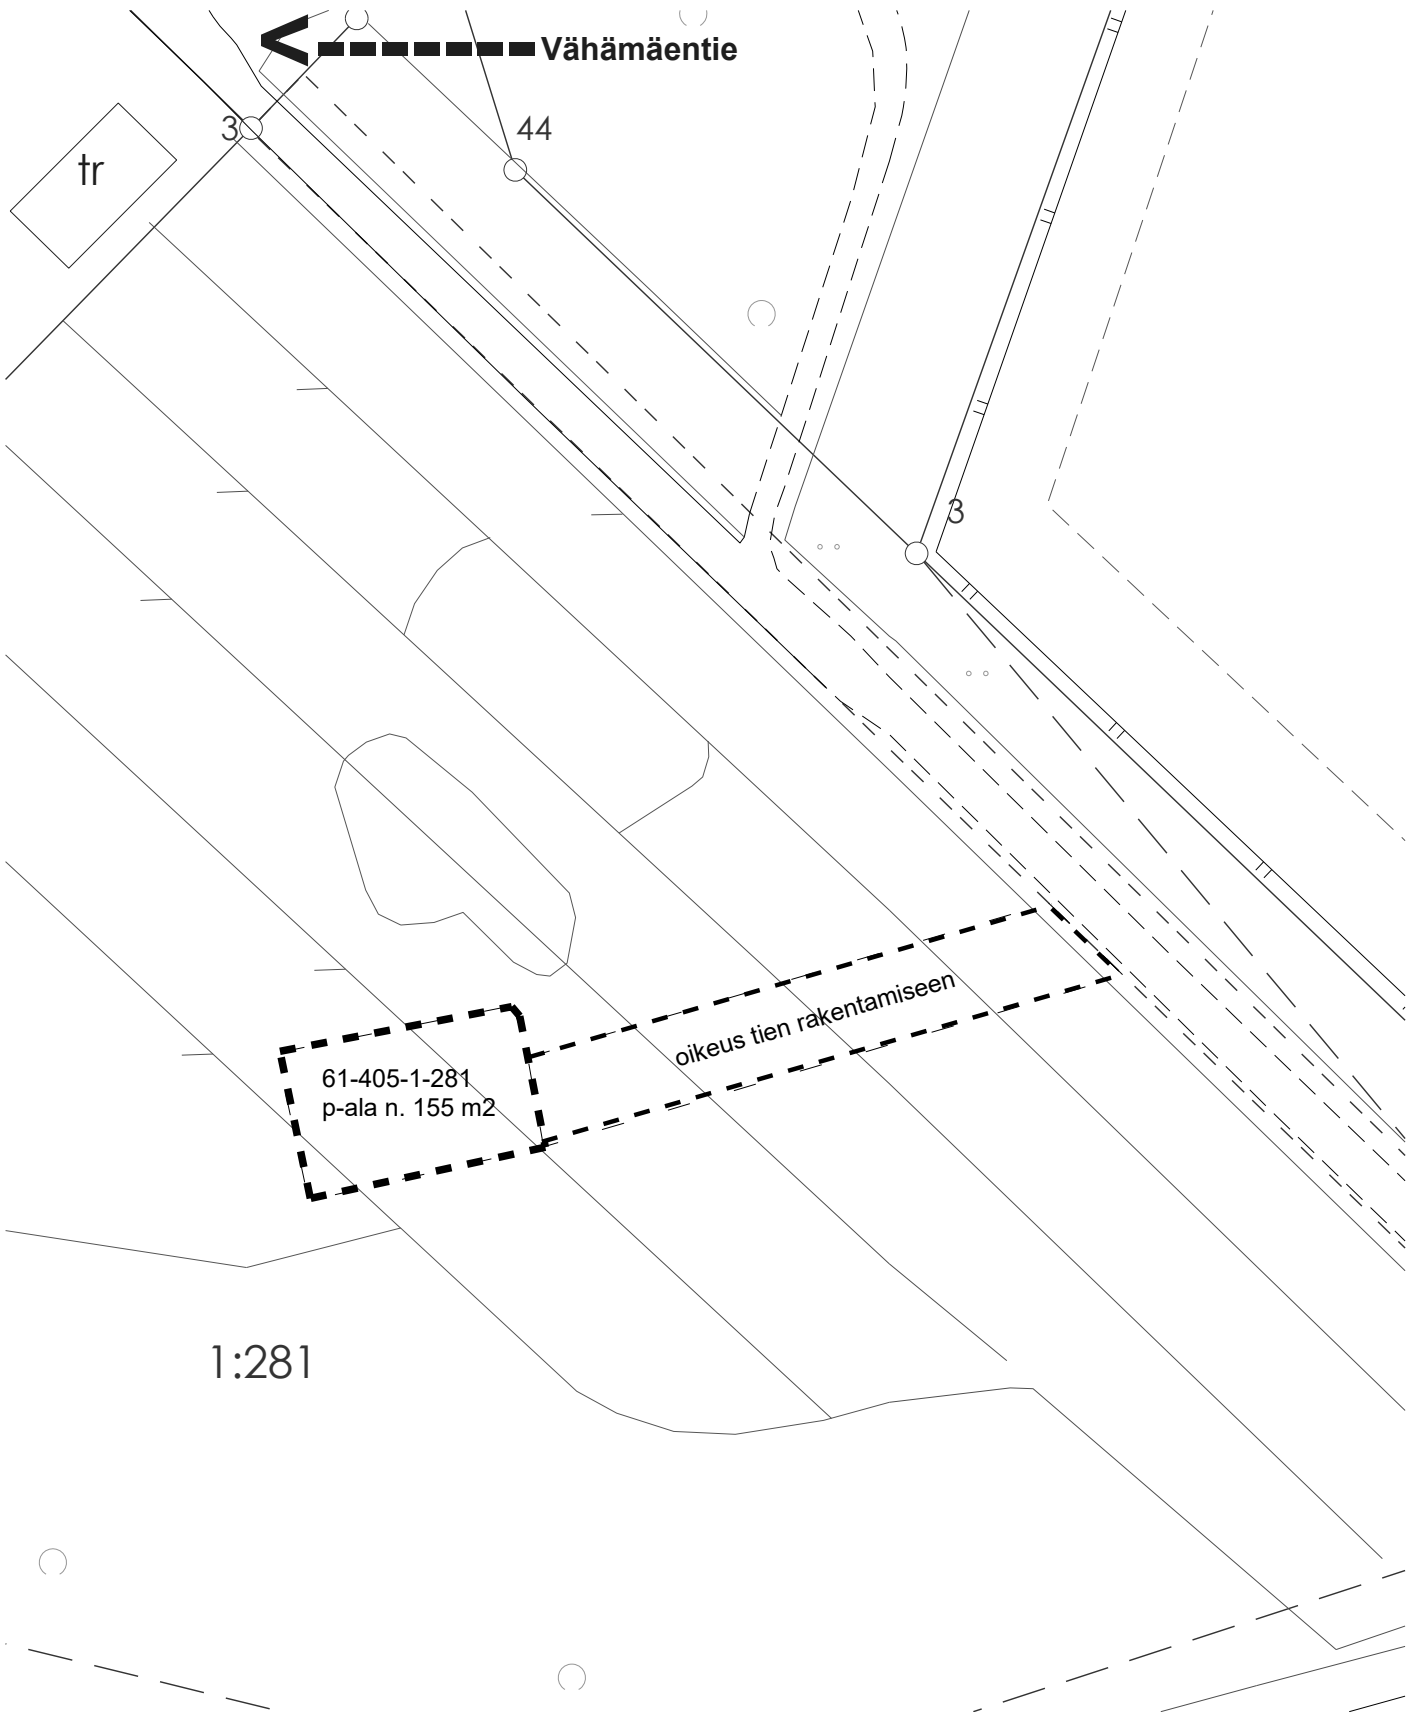 Vähämäentie
3
44
tr
3
oikeus tien rakentamiseen
61-405-1-281
p-ala n. 155 m2
1:281